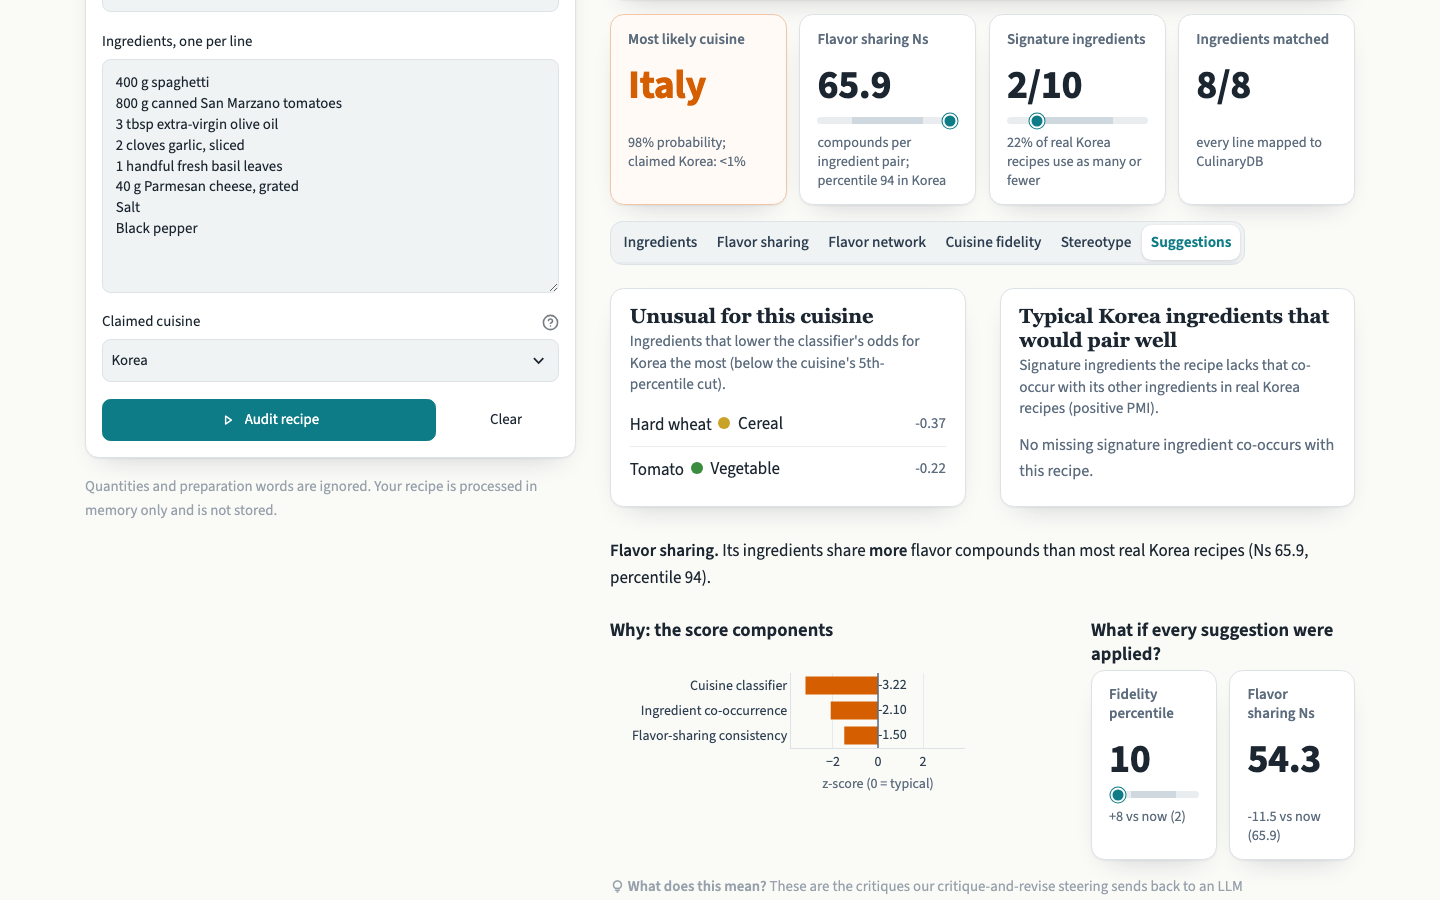 Ingredients, one per line
400 g spaghetti
800 g canned San Marzano tomatoes
3 tbsp extra-virgin olive oil
2 cloves garlic, sliced
1 handful fresh basil leaves
40 g Parmesan cheese, grated
Salt
Black pepper
Claimed cuisine
Korea
Audit recipe
Clear
Quantities and preparation words are ignored. Your recipe is processed in
memory only and is not stored.
Most likely cuisine
Italy
98% probability;
claimed Korea: <1%
Flavor sharing Ns
65.9
compounds per
ingredient pair;
percentile 94 in Korea
Signature ingredients
2/10
22% of real Korea
recipes use as many or
fewer
Ingredients matched
8/8
every line mapped to
CulinaryDB
Ingredients Flavor sharing Flavor network Cuisine fidelity Stereotype Suggestions
Unusual for this cuisine
Ingredients that lower the classifier's odds for
Korea the most (below the cuisine's 5th-
percentile cut).
Hard wheat Cereal -0.37
Tomato Vegetable -0.22
Typical Korea ingredients that
would pair well
Signature ingredients the recipe lacks that co-
occur with its other ingredients in real Korea
recipes (positive PMI).
No missing signature ingredient co-occurs with
this recipe.
Flavor sharing. Its ingredients share more flavor compounds than most real Korea recipes (Ns 65.9,
percentile 94).
Why: the score components
Cuisine classifier -3.22
Ingredient co-occurrence -2.10
Flavor-sharing consistency -1.50
−2 0 2
z-score (0 = typical)
What if every suggestion were
applied?
Fidelity
percentile
10
+8 vs now (2)
Flavor
sharing Ns
54.3
-11.5 vs now
(65.9)
What does this mean? These are the critiques our critique-and-revise steering sends back to an LLM